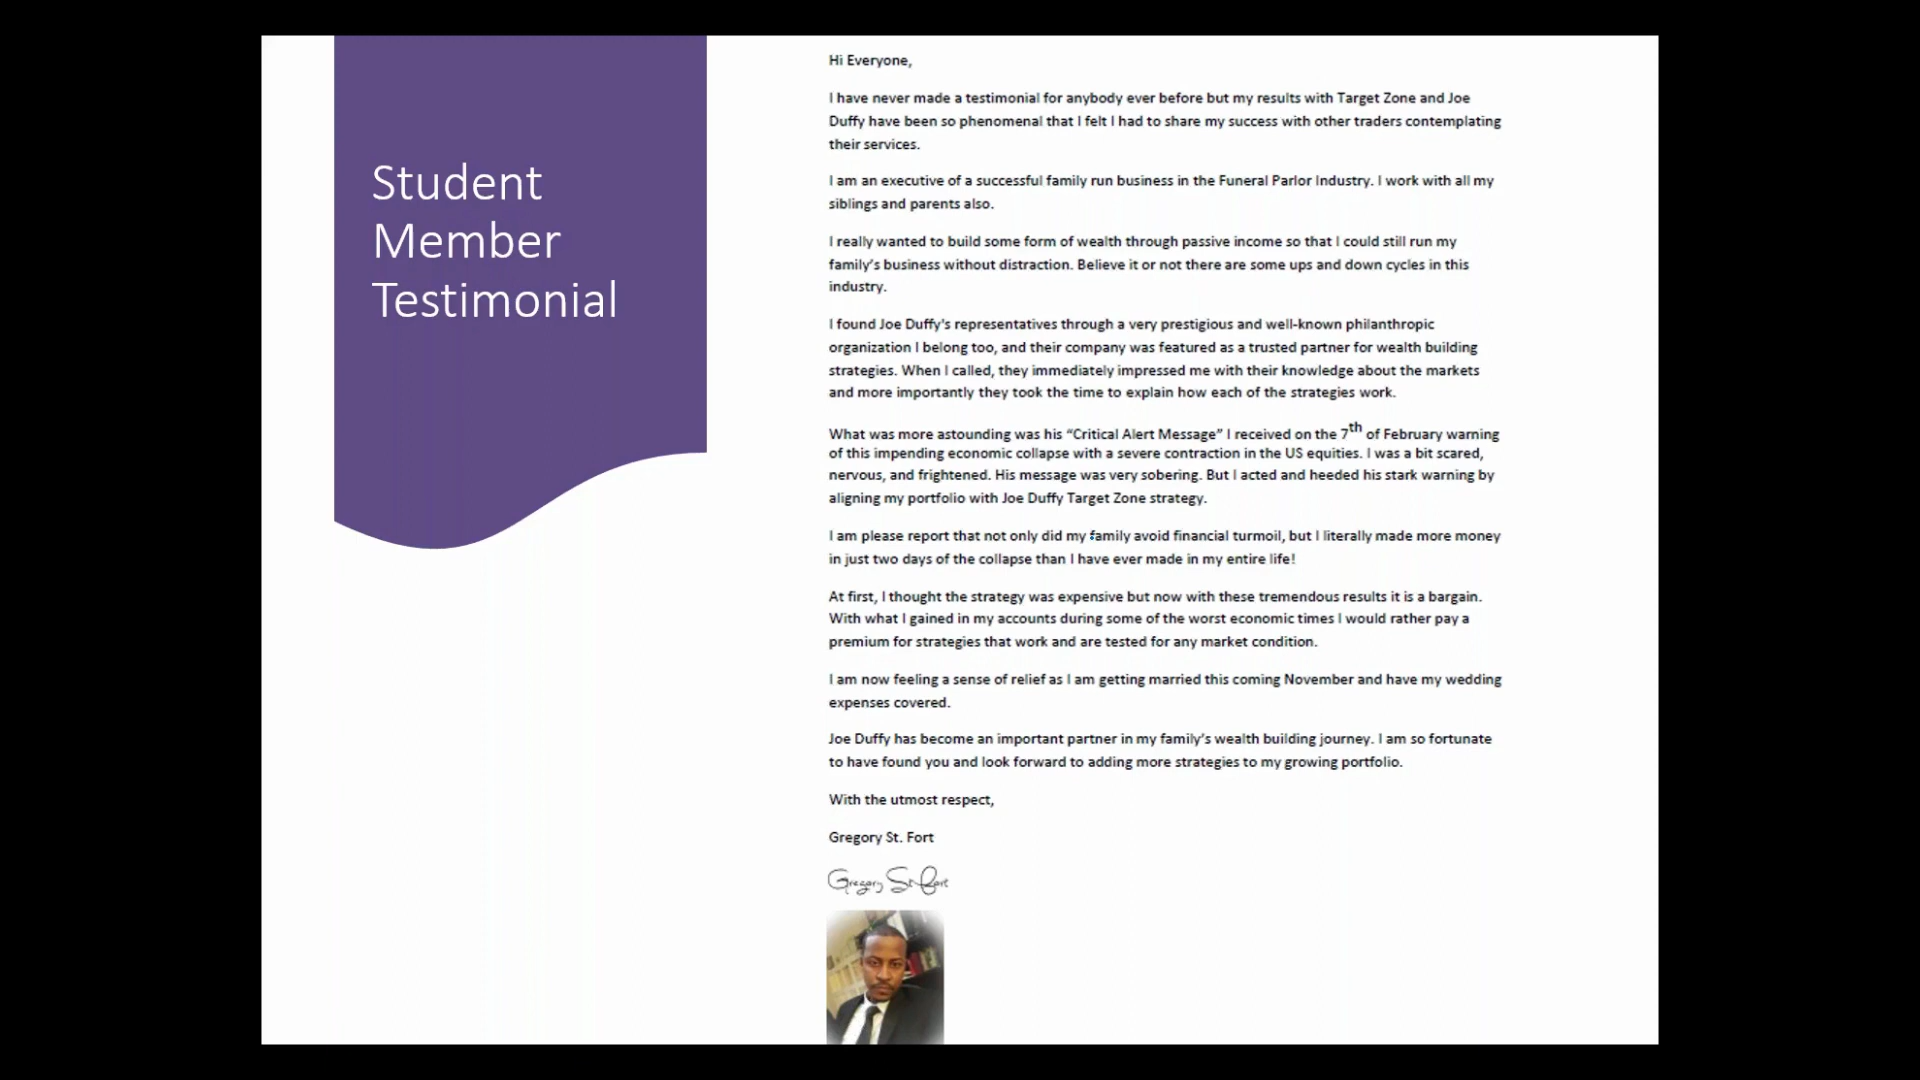 Student
Member
Testimonial
Hi Everyone,
I have never made a testimonial for anybody ever before but my results with Target Zone and Joe
Duffy have been so phenomenal that I felt I had to share my success with other traders contemplating
their services.
I am an executive of a successful family run business in the Funeral Parlor Industry. I work with all my
siblings and parents also.
I really wanted to build some form of wealth through passive income so that I could still run my
family's business without distraction. Believe it or not there are some ups and down cycles in this
industry.
I found Joe Duffy's representatives through a very prestigious and well-known philanthropic
organization I belong too, and their company was featured as a trusted partner for wealth building
strategies. When I called, they immediately impressed me with their knowledge about the markets
and more importantly they took the time to explain how each of the strategies work.
What was more astounding was his “Critical Alert Message” I received on the 7th of February warning
of this impending economic collapse with a severe contraction in the US equities. I was a bit scared,
nervous, and frightened. His message was very sobering. But I acted and heeded his stark warning by
aligning my portfolio with Joe Duffy Target Zone strategy.
I am please report that not only did my family avoid financial turmoil, but I literally made more money
in just two days of the collapse than I have ever made in my entire life!
At first, I thought the strategy was expensive but now with these tremendous results it is a bargain.
With what I gained in my accounts during some of the worst economic times I would rather pay a
premium for strategies that work and are tested for any market condition.
I am now feeling a sense of relief as I am getting married this coming November and have my wedding
expenses covered.
Joe Duffy has become an important partner in my family's wealth building journey. I am so fortunate
to have found you and look forward to adding more strategies to my growing portfolio.
With the utmost respect,
Gregory St. Fort
Gregory St Fort